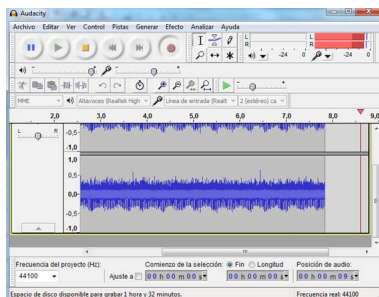 Audacity
Archivo Editar Ver Control Pistas Generar Efecto Analizar Ayuda
L
R
-24 0
L
R
-24 0
MME
Altavoces (Realtek High
Línea de entrada (Realt
2 (estéreo) ca
2,0 3,0 4,0 5,0 6,0 7,0 8,0 9,0
L R
-0,5
-1,0
1,0
0,5
0,0
-0,5
-1,0
Frecuencia del proyecto (Hz):
Comienzo de la selección: Fin Longitud
Posición de audio:
44100
Ajuste a
00 h 00 m 00 s
00 h 00 m 00 s
00 h 00 m 09 s
Espacio de disco disponible para grabar 1 hora y 32 minutos.
Frecuencia real: 44100